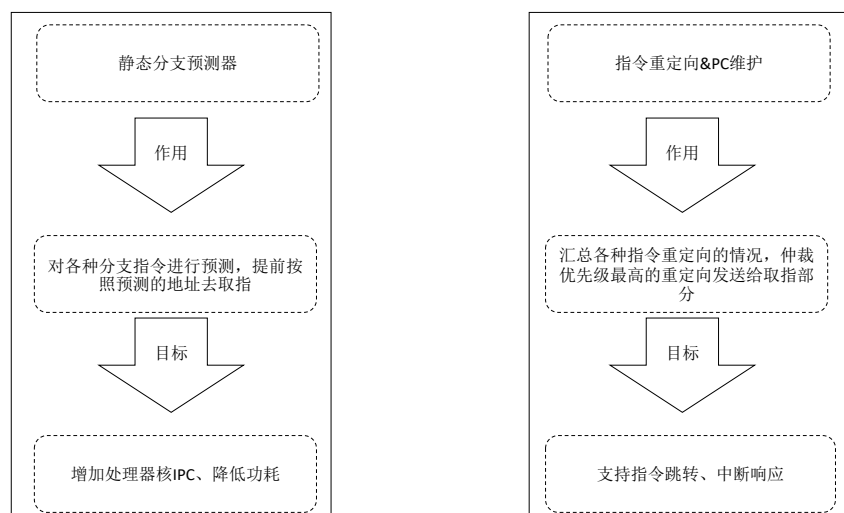 静态分支预测器
作用
对各种分支指令进行预测，提前按
照预测的地址去取指
目标
增加处理器核IPC、降低功耗
指令重定向&PC维护
作用
汇总各种指令重定向的情况，仲裁
优先级最高的重定向发送给取指部
分
目标
支持指令跳转、中断响应